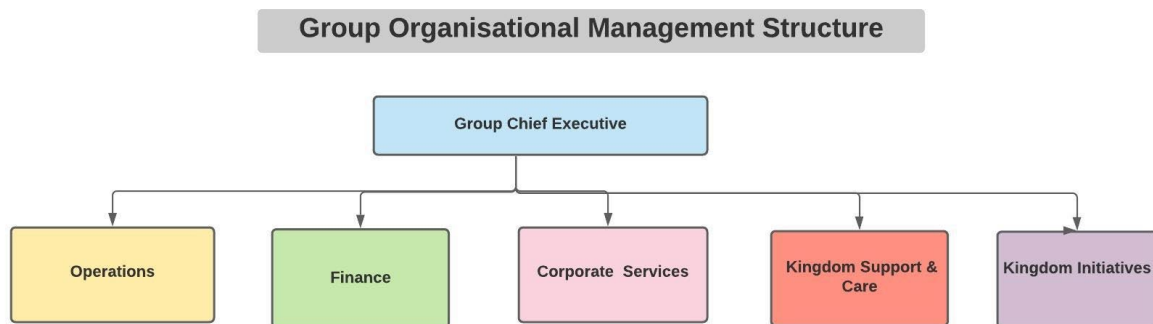 Group Organisational Management Structure
Group Chief Executive
Operations
Finance
Corporate Services
Kingdom Support &
Care
Kingdom Initiatives